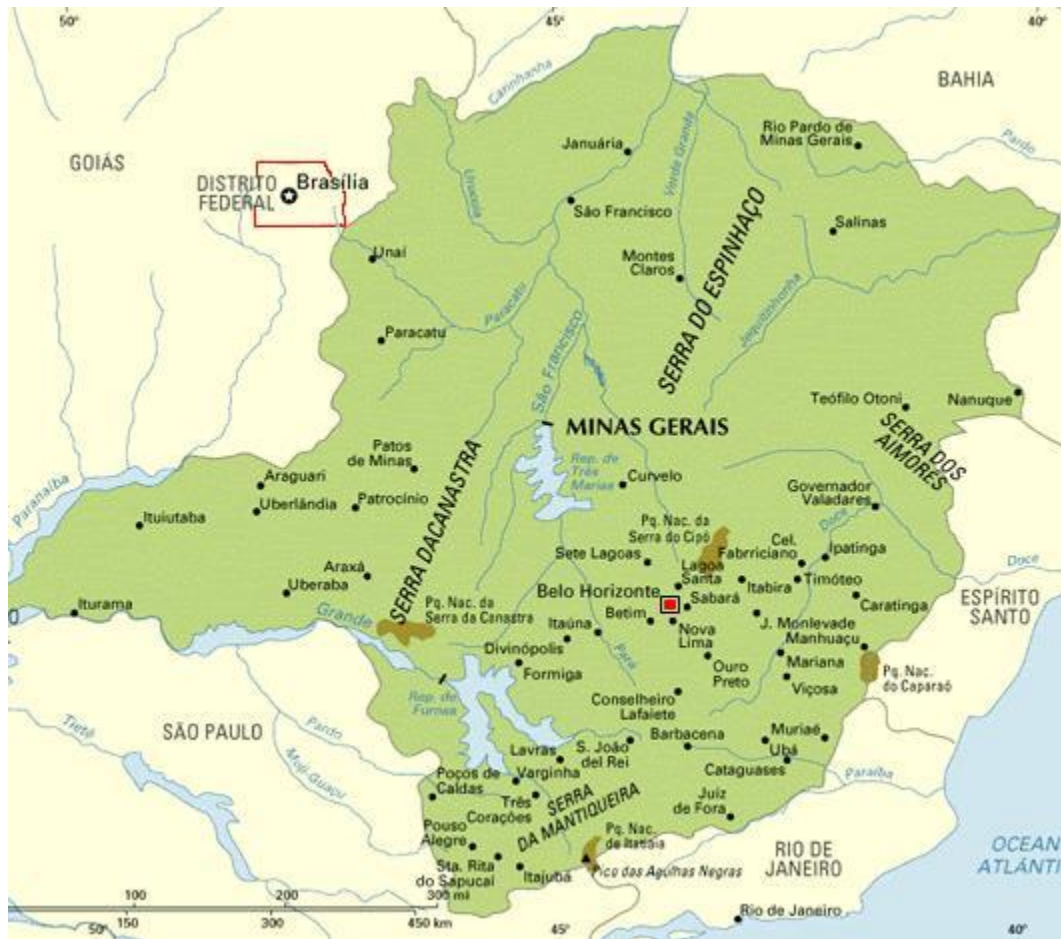 50°
45°
40°
BAHIA
GOIÁS
DISTRITO
FEDERAL
Brasília
Carinhanha
Januária
Verde Grande
Rio Pardo de
Minas Gerais
Pardo
Urucuia
São Francisco
Salinas
Unaí
Montes
Claros
SERRA DO ESPINHAÇO
Paracatu
Paracatu
São Francisco
Jequitinhonha
Teófilo Otoni
Nanuque
MINAS GERAIS
SERRA DOS
AIMORÉS
Patos
de Minas
Rep. de
Três
Marias
Curvelo
Paranaíba
Araguari
Uberlândia
Patrocínio
Ituiutaba
SERRA DACANASTRA
Governador
Valadares
Doce
Pq. Nac. da
Serra do Cipó
Cel.
Fabrriciano
Ipatinga
Doce
Sete Lagoas
Lagoa
Santa
Itabira
Timóteo
Araxá
Uberaba
Belo Horizonte
Sabará
Caratinga
ESPÍRITO
SANTO
Iturama
Grande
Pq. Nac. da
Serra da Canastra
Itaúna
Betim
Nova
Lima
J. Monlevade
Manhuaçu
Divinópolis
Pará
Formiga
Ouro
Preto
Mariana
Viçosa
Pq. Nac.
do Caparaó
Rep. de
Furnas
Conselheiro
Lafaiete
SÃO PAULO
Tietê
Pardo
Moji-Guaçu
Lavras
S. João
del Rei
Barbacena
Muriaé
Ubá
Cataguases
Paraíba
Poços de
Caldas
Varginha
Três
Corações
SERRA
DA MANTIQUEIRA
Juiz
de Fora
Pouso
Alegre
Pq. Nac.
de Itatiaia
Sta. Rita
do Sapucaí
Itajubá
Pico das Agulhas Negras
RIO DE
JANEIRO
OCEAN
ATLÁNTI
Rio de Janeiro
100
200
300 mi
150
300
450 km
50°
45°
40°